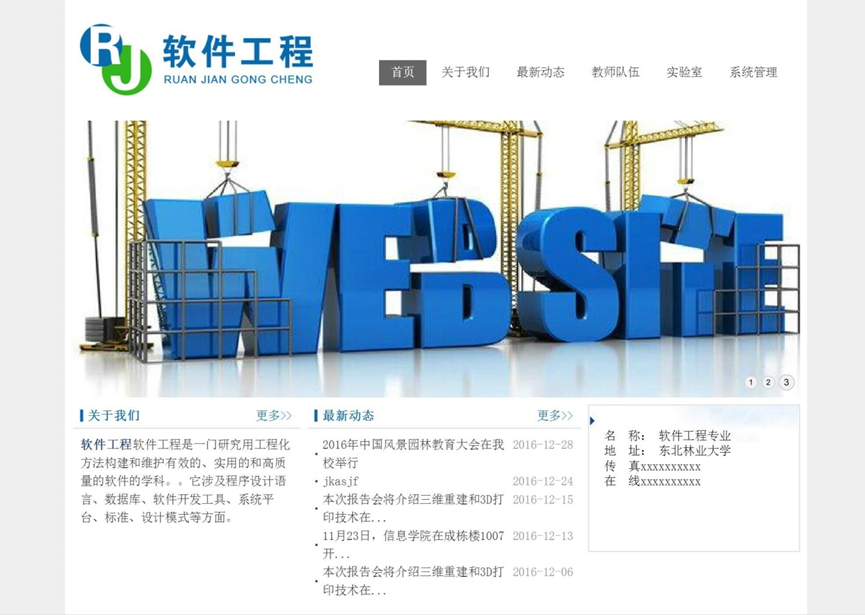 RJ
软件工程
RUAN JIAN GONG CHENG
首页 关于我们 最新动态 教师队伍 实验室 系统管理
WEBSITE
1 2 3
关于我们 更多>>
软件工程软件工程是一门研究用工程化
方法构建和维护有效的、实用的和高质
量的软件的学科。。它涉及程序设计语
言、数据库、软件开发工具、系统平
台、标准、设计模式等方面。
最新动态 更多>>
2016年中国风景园林教育大会在我 2016-12-28
校举行
jkasjf 2016-12-24
本次报告会将介绍三维重建和3D打 2016-12-15
印技术在...
11月23日，信息学院在成栋楼1007 2016-12-13
开...
本次报告会将介绍三维重建和3D打 2016-12-06
印技术在...
名 称： 软件工程专业
地 址： 东北林业大学
传 真xxxxxxxxxx
在 线xxxxxxxxxx